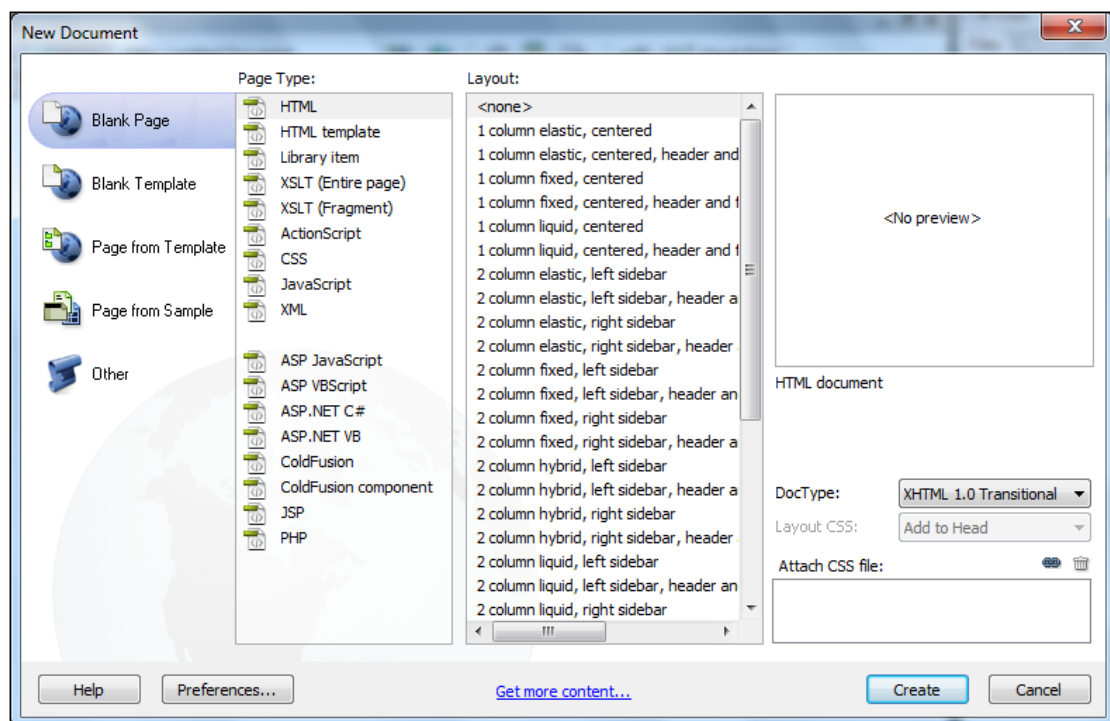 New Document
Blank Page
Blank Template
Page from Template
Page from Sample
Other
Page Type:
HTML
HTML template
Library item
XSLT (Entire page)
XSLT (Fragment)
ActionScript
CSS
JavaScript
XML
ASP JavaScript
ASP VBScript
ASP.NET C#
ASP.NET VB
ColdFusion
ColdFusion component
JSP
PHP
Layout:
<none>
1 column elastic, centered
1 column elastic, centered, header and
1 column fixed, centered
1 column fixed, centered, header and f
1 column liquid, centered
1 column liquid, centered, header and f
2 column elastic, left sidebar
2 column elastic, left sidebar, header a
2 column elastic, right sidebar
2 column elastic, right sidebar, header
2 column fixed, left sidebar
2 column fixed, left sidebar, header an
2 column fixed, right sidebar
2 column fixed, right sidebar, header a
2 column hybrid, left sidebar
2 column hybrid, left sidebar, header a
2 column hybrid, right sidebar
2 column hybrid, right sidebar, header
2 column liquid, left sidebar
2 column liquid, left sidebar, header an
2 column liquid, right sidebar
<No preview>
HTML document
DocType: XHTML 1.0 Transitional
Layout CSS: Add to Head
Attach CSS file:
Help
Preferences...
Get more content...
Create
Cancel